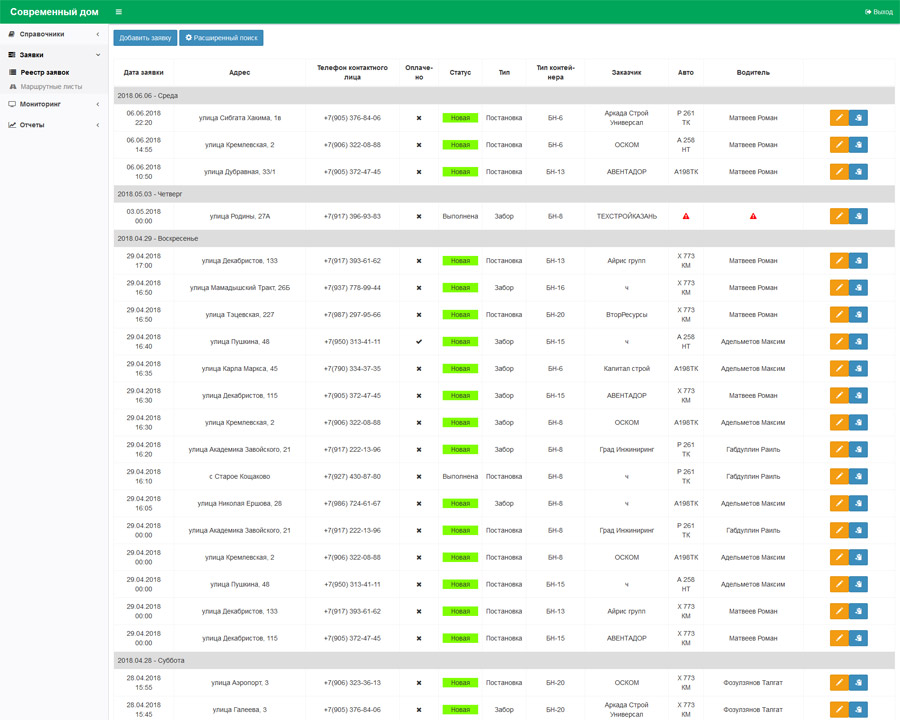 Современный дом
Выход
Справочники
Заявки
Реестр заявок
Маршрутные листы
Мониторинг
Отчеты
Добавить заявку Расширенный поиск
Дата заявки Адрес Телефон контактного лица Оплаче-но Статус Тип Тип контей-нера Заказчик Авто Водитель
2018.06.06 - Среда
06.06.2018 22:20 улица Сибгата Хакима, 1в +7(905) 376-84-06 Новая Постановка БН-6 Аркада Строй Универсал Р 261 ТК Матвеев Роман
06.06.2018 14:55 улица Кремлевская, 2 +7(906) 322-08-88 Новая Постановка БН-6 ОСКОМ А 258 НТ Матвеев Роман
06.06.2018 10:50 улица Дубравная, 33/1 +7(905) 372-47-45 Новая Постановка БН-13 АВЕНТАДОР А198ТК Матвеев Роман
2018.05.03 - Четверг
03.05.2018 00:00 улица Родины, 27А +7(917) 396-93-83 Выполнена Забор БН-8 ТЕХСТРОЙКАЗАНЬ
2018.04.29 - Воскресенье
29.04.2018 17:00 улица Декабристов, 133 +7(917) 393-61-62 Новая Постановка БН-13 Айрис групп Х 773 КМ Матвеев Роман
29.04.2018 16:50 улица Мамадышский Тракт, 26Б +7(937) 778-99-44 Новая Забор БН-16 ч Х 773 КМ Матвеев Роман
29.04.2018 16:50 улица Тэцевская, 227 +7(987) 297-95-66 Новая Постановка БН-20 ВторРесурсы Х 773 КМ Матвеев Роман
29.04.2018 16:40 улица Пушкина, 48 +7(950) 313-41-11 Новая Забор БН-15 ч А 258 НТ Адельметов Максим
29.04.2018 16:35 улица Карла Маркса, 45 +7(790) 334-37-35 Новая Забор БН-6 Капитал строй А198ТК Адельметов Максим
29.04.2018 16:30 улица Декабристов, 115 +7(905) 372-47-45 Новая Забор БН-15 АВЕНТАДОР Х 773 КМ Матвеев Роман
29.04.2018 16:30 улица Кремлевская, 2 +7(906) 322-08-88 Новая Забор БН-8 ОСКОМ А198ТК Адельметов Максим
29.04.2018 16:20 улица Академика Завойского, 21 +7(917) 222-13-96 Новая Забор БН-8 Град Инжиниринг Р 261 ТК Габдуллин Раиль
29.04.2018 16:10 с Старое Кощаково +7(927) 430-87-80 Выполнена Постановка БН-8 ч Р 261 ТК Габдуллин Раиль
29.04.2018 16:05 улица Николая Ершова, 28 +7(986) 724-61-67 Новая Забор БН-8 ч А198ТК Адельметов Максим
29.04.2018 00:00 улица Академика Завойского, 21 +7(917) 222-13-96 Новая Постановка БН-8 Град Инжиниринг Р 261 ТК Габдуллин Раиль
29.04.2018 00:00 улица Кремлевская, 2 +7(906) 322-08-88 Новая Постановка БН-8 ОСКОМ А198ТК Адельметов Максим
29.04.2018 00:00 улица Пушкина, 48 +7(950) 313-41-11 Новая Постановка БН-15 ч А 258 НТ Адельметов Максим
29.04.2018 00:00 улица Декабристов, 133 +7(917) 393-61-62 Новая Постановка БН-13 Айрис групп Х 773 КМ Матвеев Роман
29.04.2018 00:00 улица Декабристов, 115 +7(905) 372-47-45 Новая Постановка БН-15 АВЕНТАДОР Х 773 КМ Матвеев Роман
2018.04.28 - Суббота
28.04.2018 15:55 улица Аэропорт, 3 +7(906) 323-36-13 Новая Постановка БН-20 ОСКОМ Х 773 КМ Фозулзянов Талгат
28.04.2018 15:45 улица Галеева, 3 +7(905) 376-84-06 Новая Забор БН-20 Аркада Строй Универсал Х 773 КМ Фозулзянов Талгат